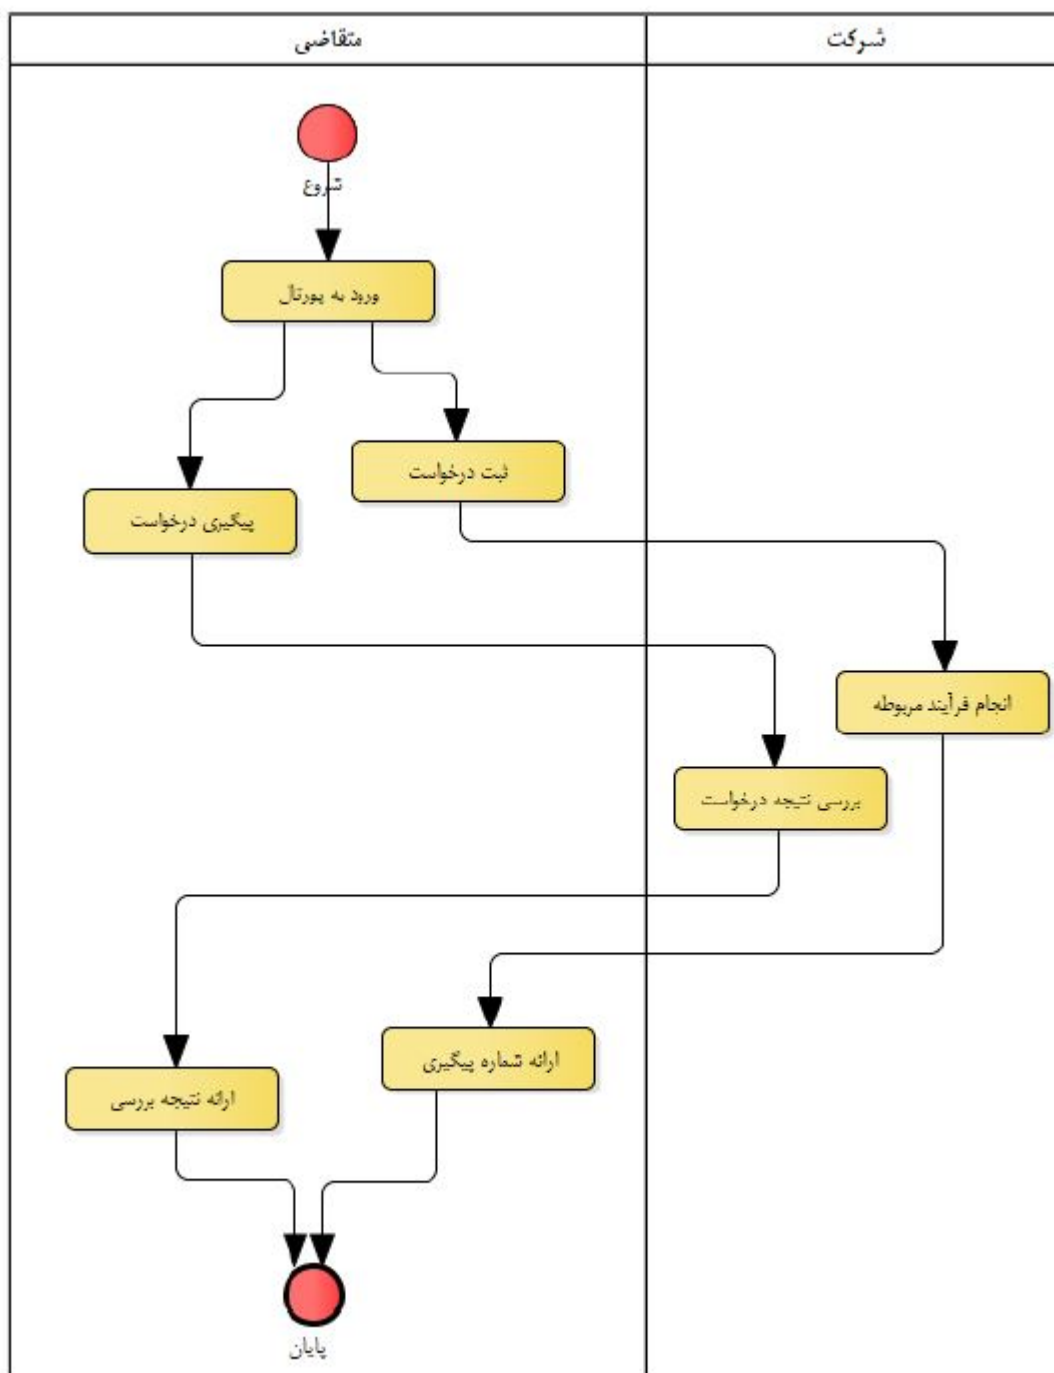 شرکت
متقاضی
شروع
ورود به پورتال
ثبت درخواست
پیگیری درخواست
انجام فرآیند مربوطه
بررسی نتیجه درخواست
ارائه شماره پیگیری
ارائه نتیجه بررسی
پایان